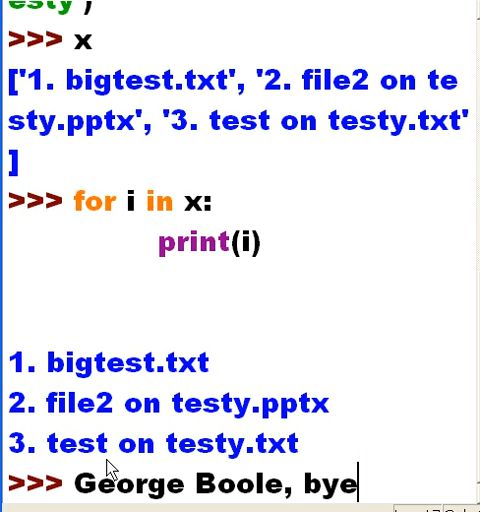 esty')
>>> x
['1. bigtest.txt', '2. file2 on te
sty.pptx', '3. test on testy.txt'
]
>>> for i in x:
print(i)
1. bigtest.txt
2. file2 on testy.pptx
3. test on testy.txt
>>> George Boole, bye